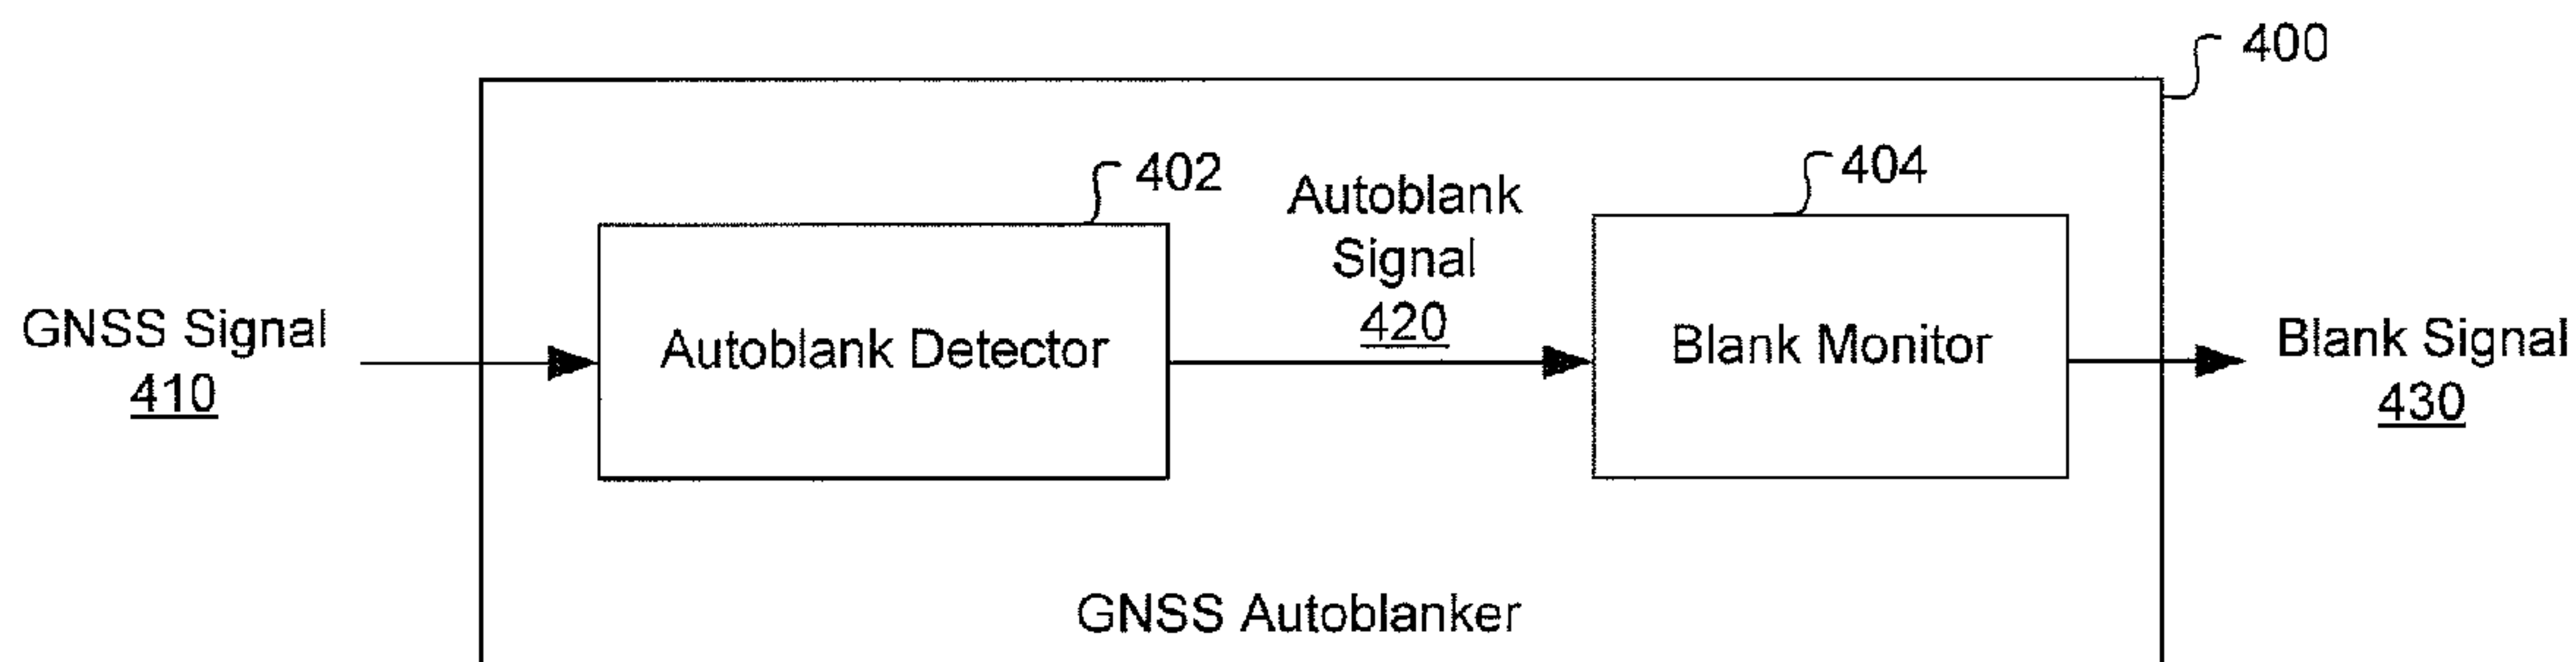 400
402
404
Autoblank
Signal
420
GNSS Signal
410
Autoblank Detector
Blank Monitor
Blank Signal
430
GNSS Autoblanker